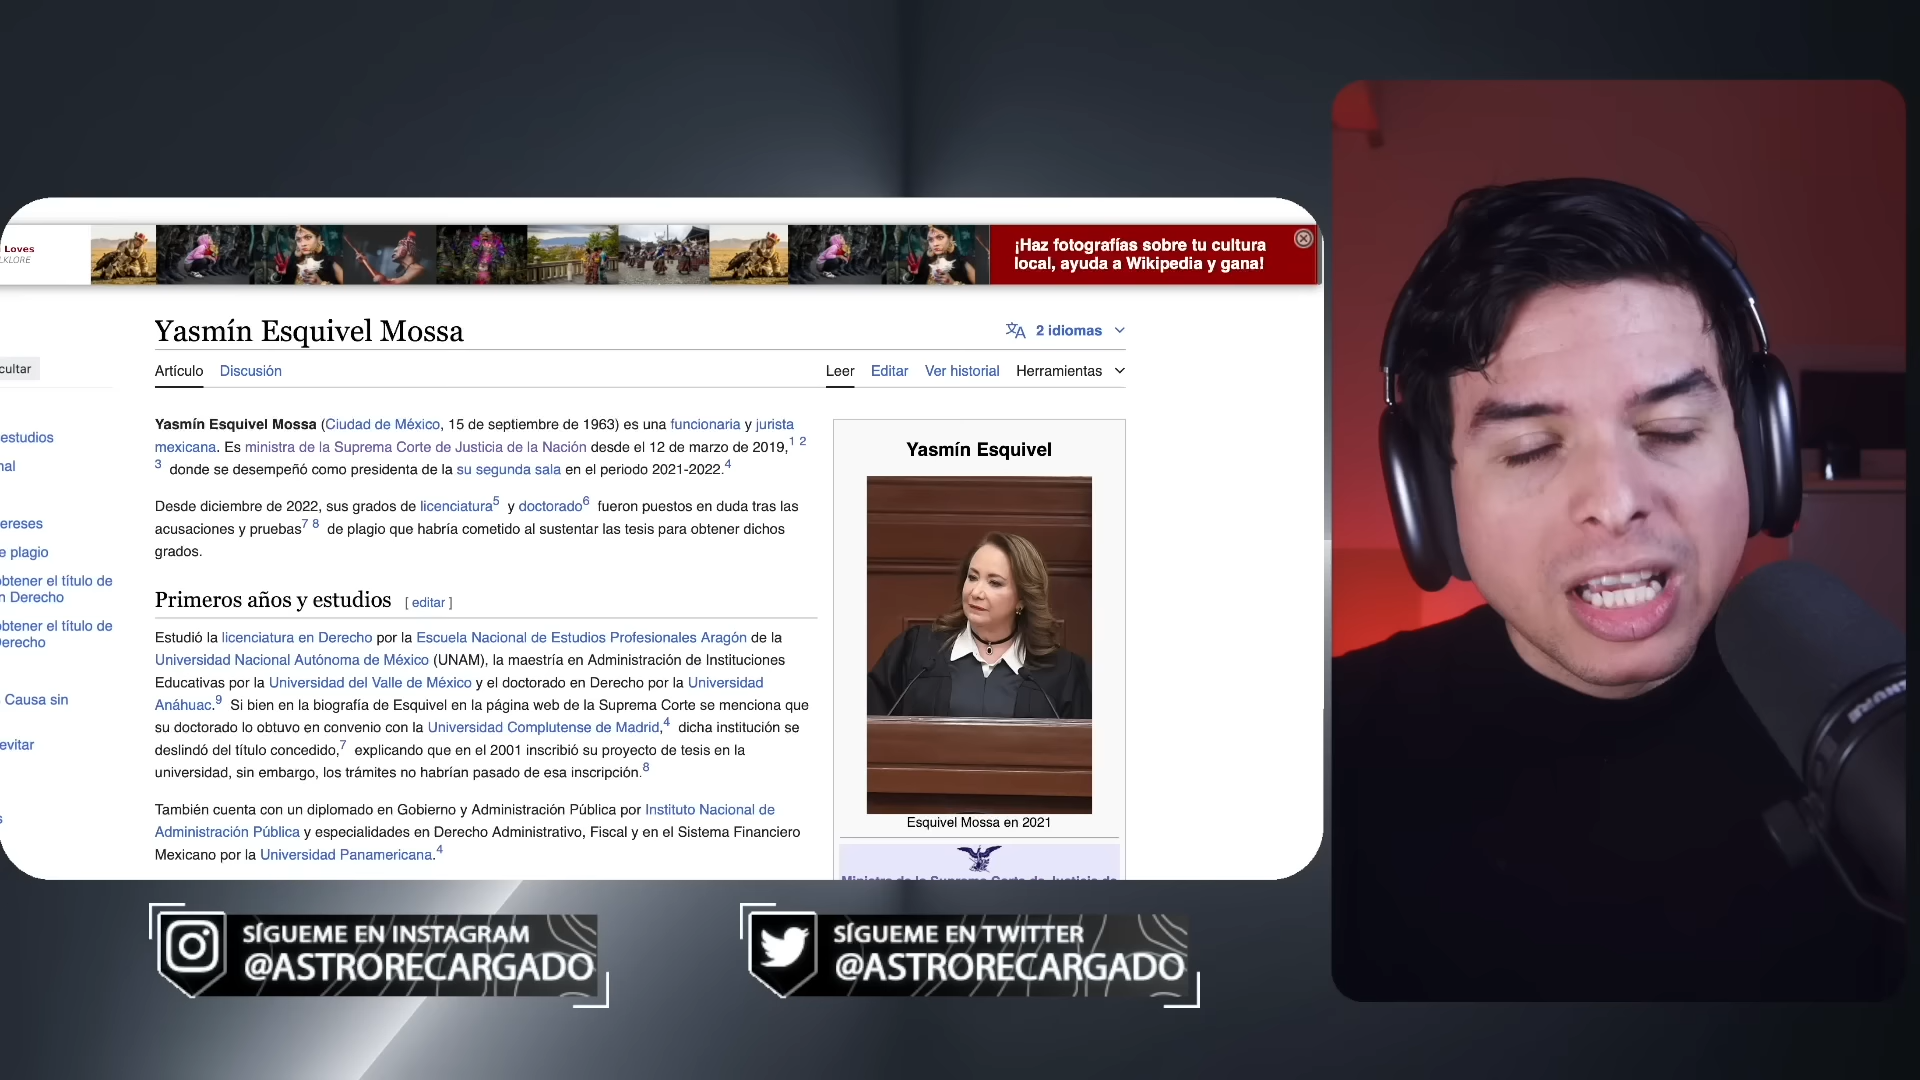 Loves
LKLORE
¡Haz fotografías sobre tu cultura
local, ayuda a Wikipedia y gana!
Yasmín Esquivel Mossa
2 idiomas
cultar
Artículo Discusión
Leer Editar Ver historial Herramientas
estudios
nal
ereses
e plagio
obtener el título de
n Derecho
obtener el título de
Derecho
Causa sin
evitar
s
Yasmín Esquivel Mossa (Ciudad de México, 15 de septiembre de 1963) es una funcionaria y jurista
mexicana. Es ministra de la Suprema Corte de Justicia de la Nación desde el 12 de marzo de 2019,1 2
3 donde se desempeñó como presidenta de la su segunda sala en el periodo 2021-2022.4
Desde diciembre de 2022, sus grados de licenciatura5 y doctorado6 fueron puestos en duda tras las
acusaciones y pruebas7 8 de plagio que habría cometido al sustentar las tesis para obtener dichos
grados.
Primeros años y estudios [ editar ]
Estudió la licenciatura en Derecho por la Escuela Nacional de Estudios Profesionales Aragón de la
Universidad Nacional Autónoma de México (UNAM), la maestría en Administración de Instituciones
Educativas por la Universidad del Valle de México y el doctorado en Derecho por la Universidad
Anáhuac.9 Si bien en la biografía de Esquivel en la página web de la Suprema Corte se menciona que
su doctorado lo obtuvo en convenio con la Universidad Complutense de Madrid,4 dicha institución se
deslindó del título concedido,7 explicando que en el 2001 inscribió su proyecto de tesis en la
universidad, sin embargo, los trámites no habrían pasado de esa inscripción.8
También cuenta con un diplomado en Gobierno y Administración Pública por Instituto Nacional de
Administración Pública y especialidades en Derecho Administrativo, Fiscal y en el Sistema Financiero
Mexicano por la Universidad Panamericana.4
Yasmín Esquivel
Esquivel Mossa en 2021
Ministra de la Suprema Corte de Justicia de
SÍGUEME EN INSTAGRAM
@ASTRORECARGADO
SÍGUEME EN TWITTER
@ASTRORECARGADO